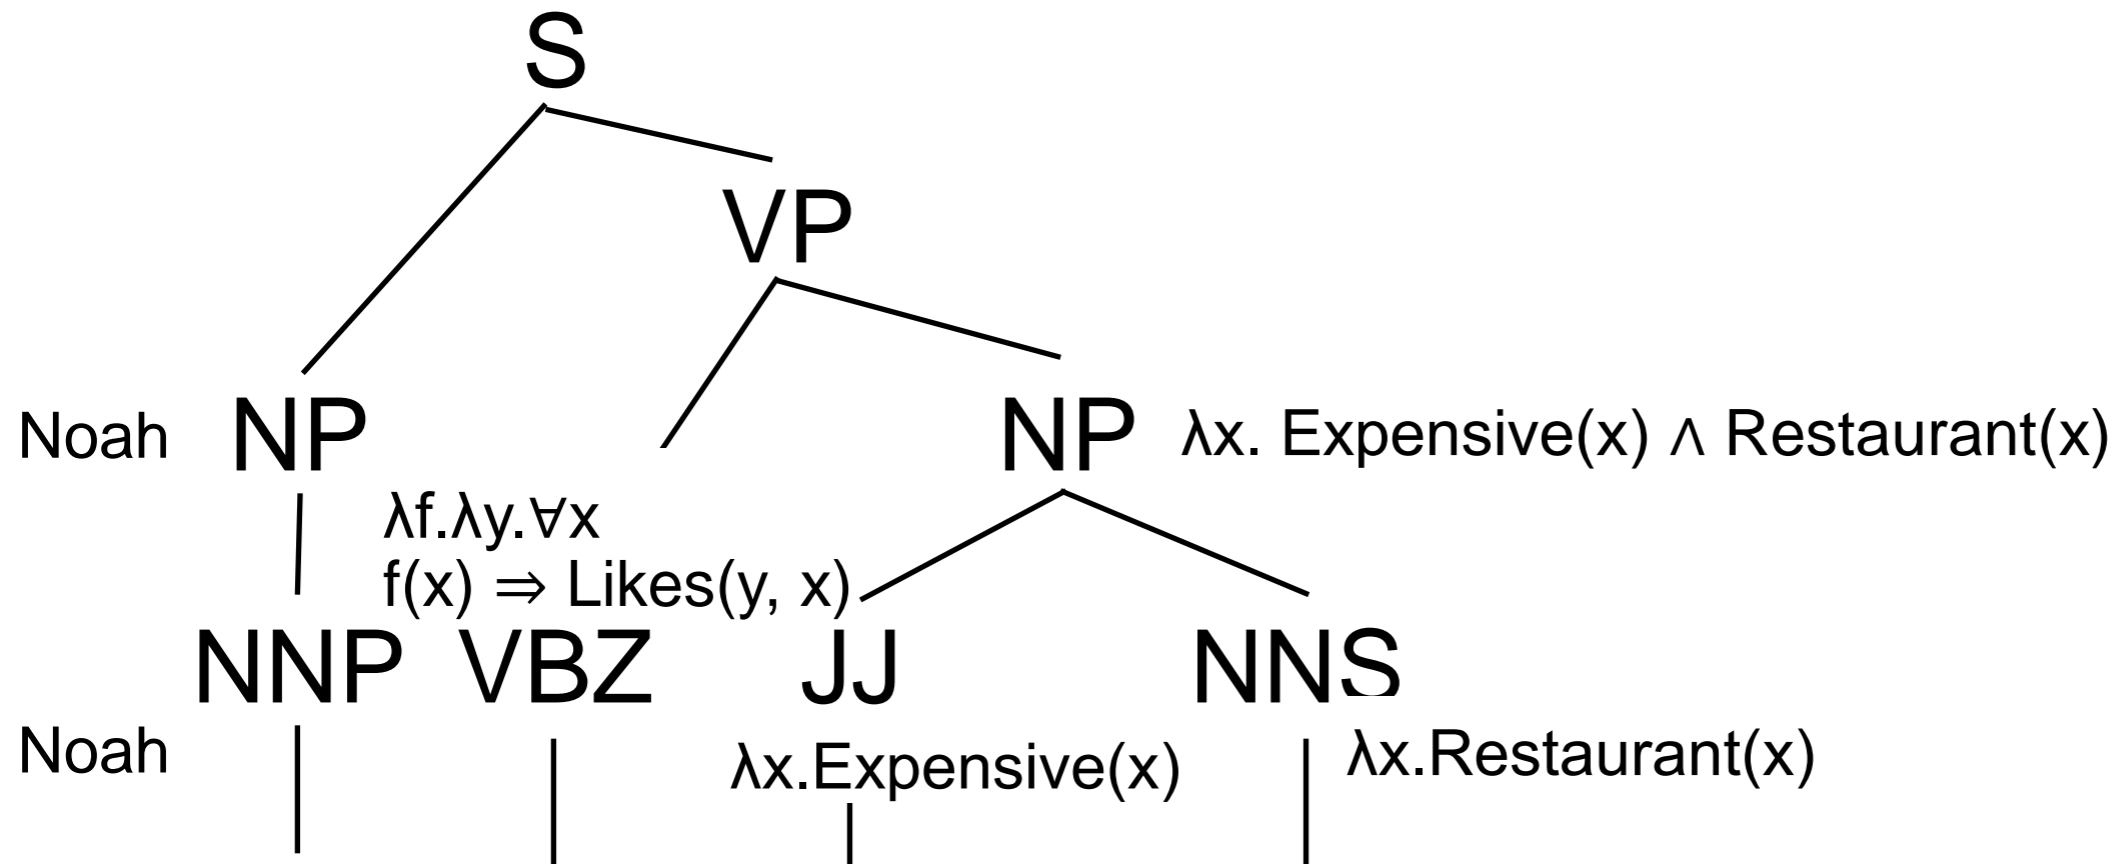 S
VP
Noah NP NP λx. Expensive(x) ∧ Restaurant(x)
λf.λy.∀x
f(x) ⇒ Likes(y, x)
NNP VBZ JJ NNS
Noah λx.Expensive(x) λx.Restaurant(x)